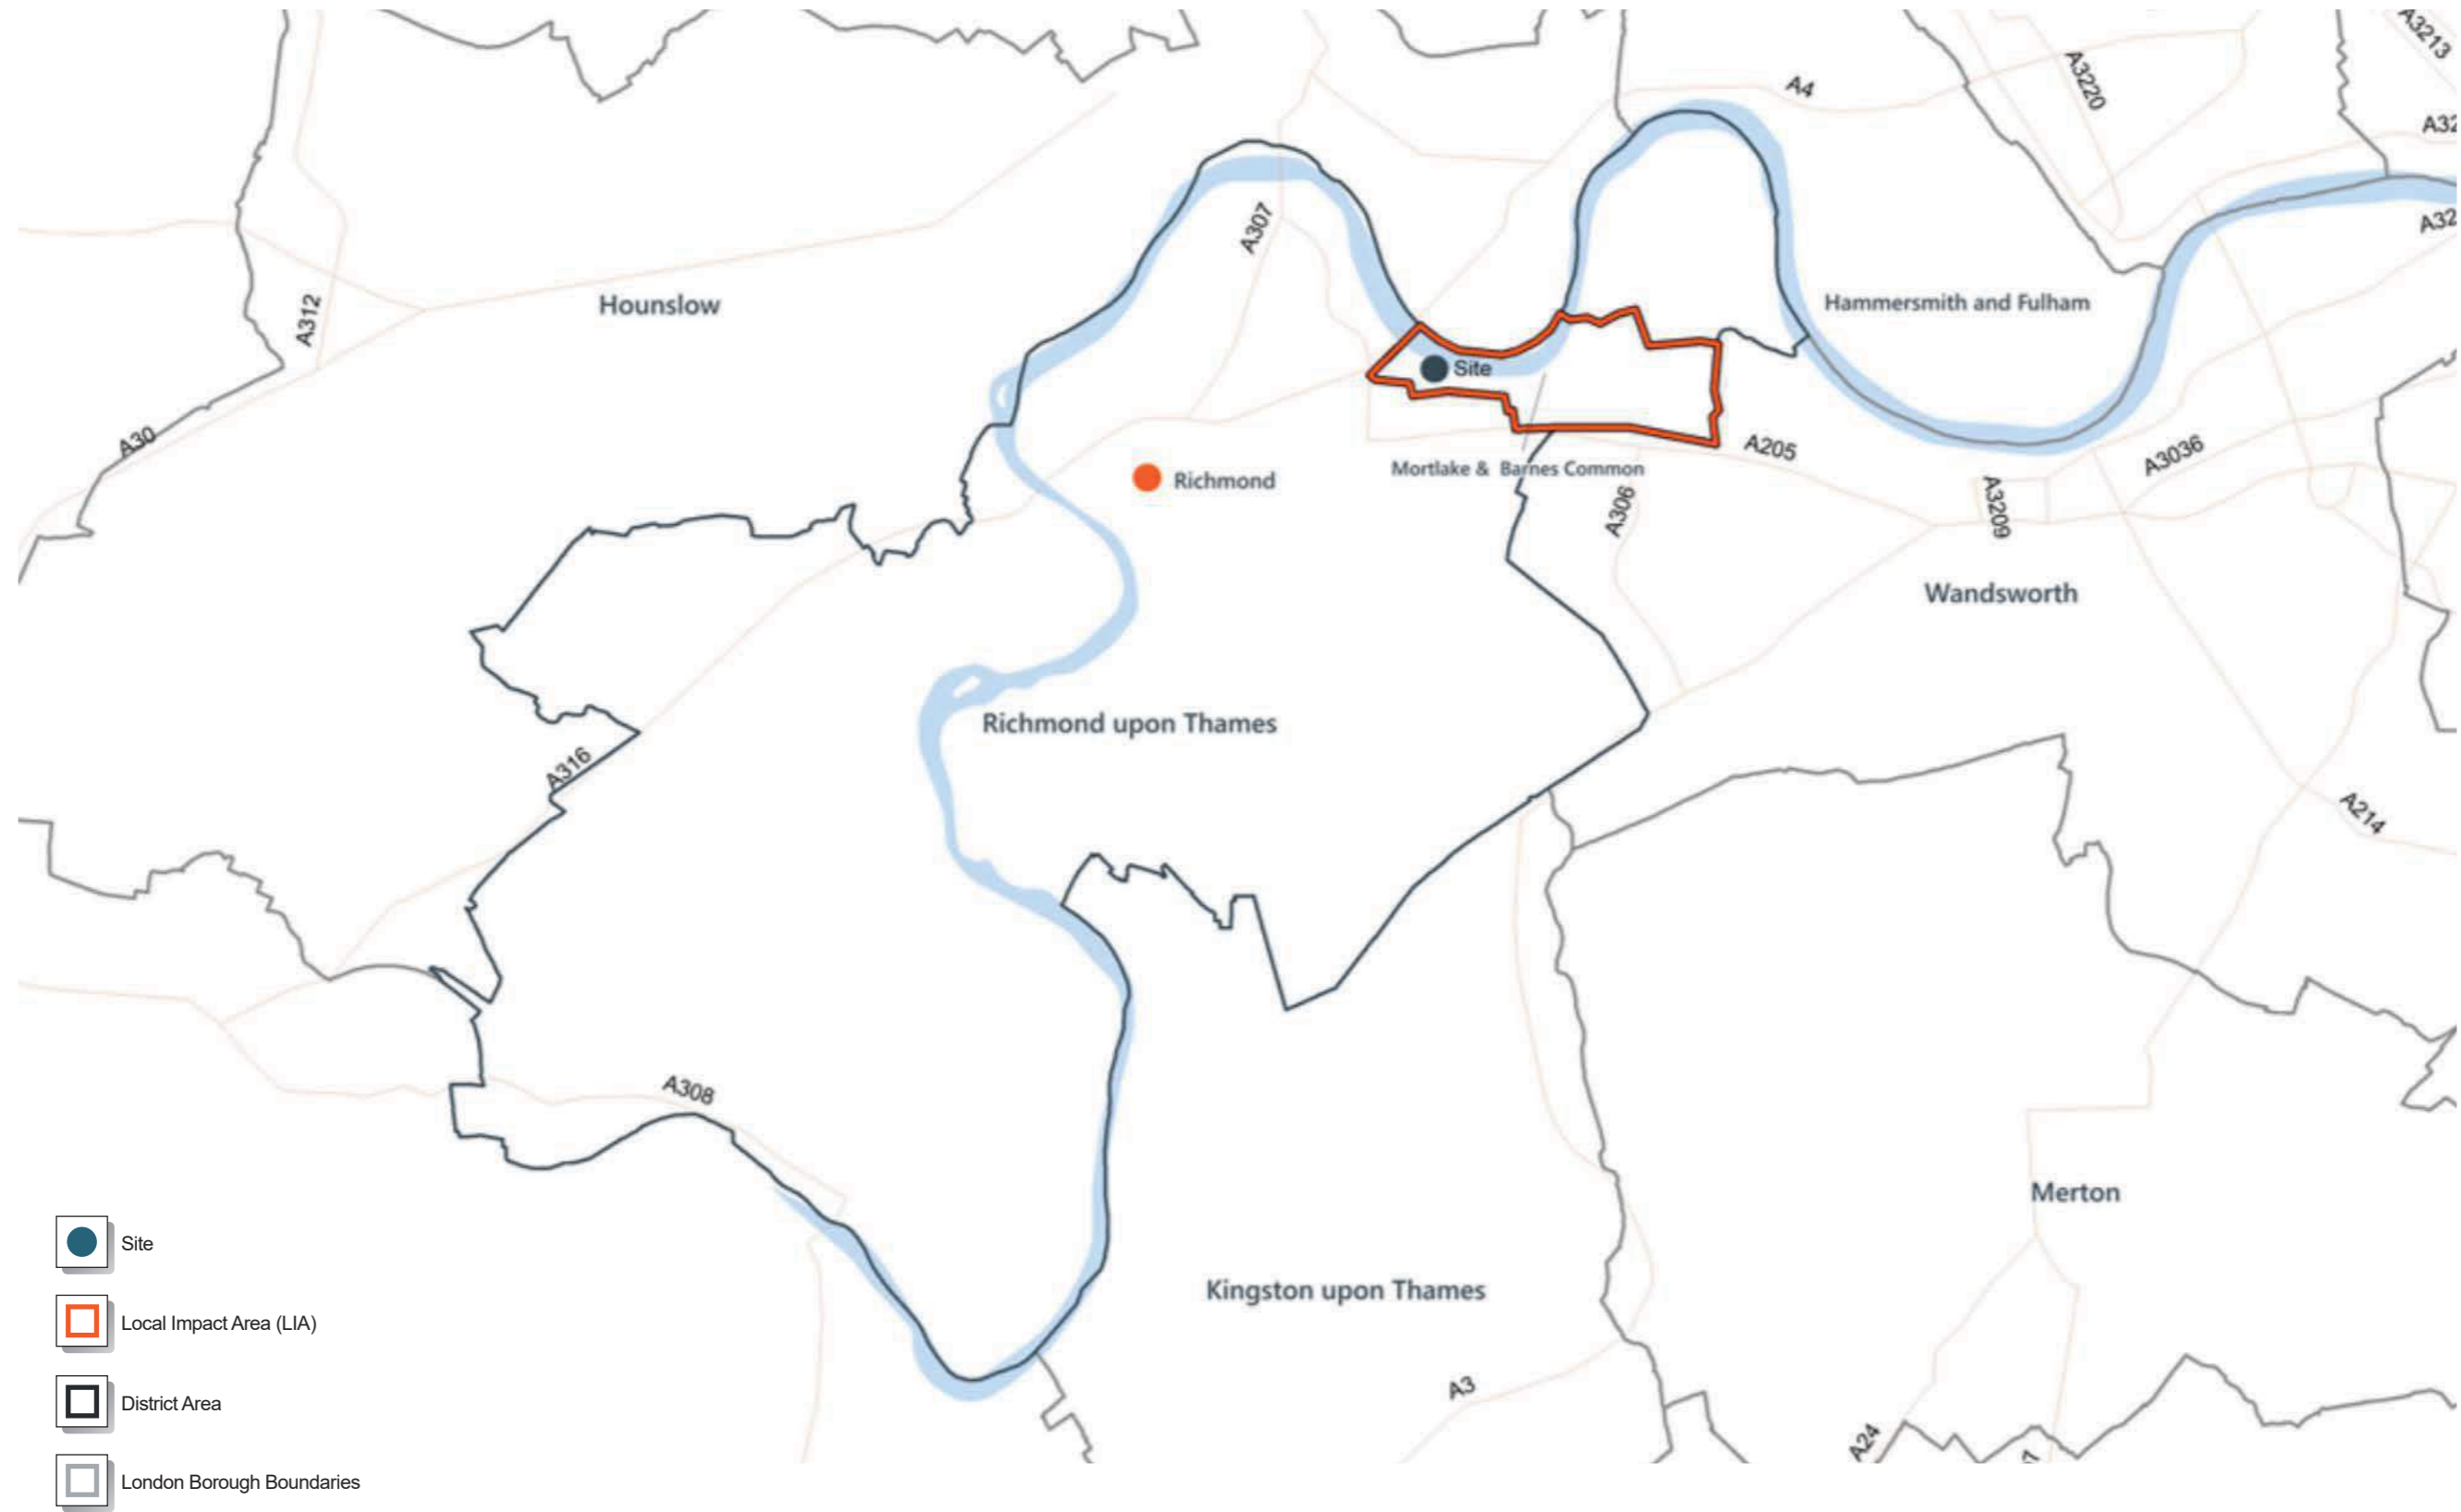 A3213
A3220
A4
A32
A32
A307
A312
Hounslow
Hammersmith and Fulham
Site
A30
A205
A3036
Mortlake & Barnes Common
Richmond
A306
A3209
Wandsworth
Richmond upon Thames
A316
A214
A308
Merton
Kingston upon Thames
A3
A24
Site
Local Impact Area (LIA)
District Area
London Borough Boundaries